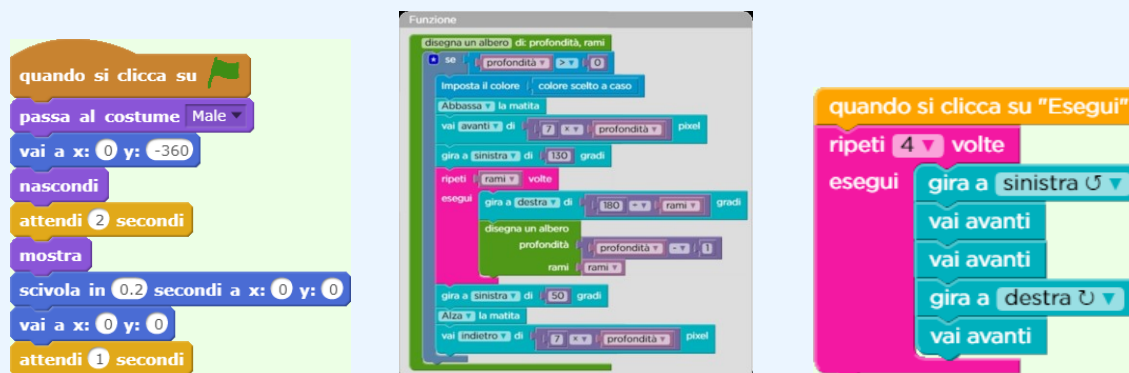 quando si clicca su
passa al costume Male
vai a x: 0 y: -360
nascondi
attendi 2 secondi
mostra
scivola in 0.2 secondi a x: 0 y: 0
vai a x: 0 y: 0
attendi 1 secondi
Funzione
disegna un albero di: profondità, rami
se profondità > 0
Imposta il colore colore scelto a caso
Abbassa la matita
vai avanti di 7 × profondità pixel
gira a sinistra di 130 gradi
ripeti rami volte
esegui gira a destra di 180 ÷ rami gradi
disegna un albero
profondità profondità - 1
rami rami
gira a sinistra di 50 gradi
Alza la matita
vai indietro di 7 × profondità pixel
quando si clicca su "Esegui"
ripeti 4 volte
esegui gira a sinistra ↺
vai avanti
vai avanti
gira a destra ↻
vai avanti